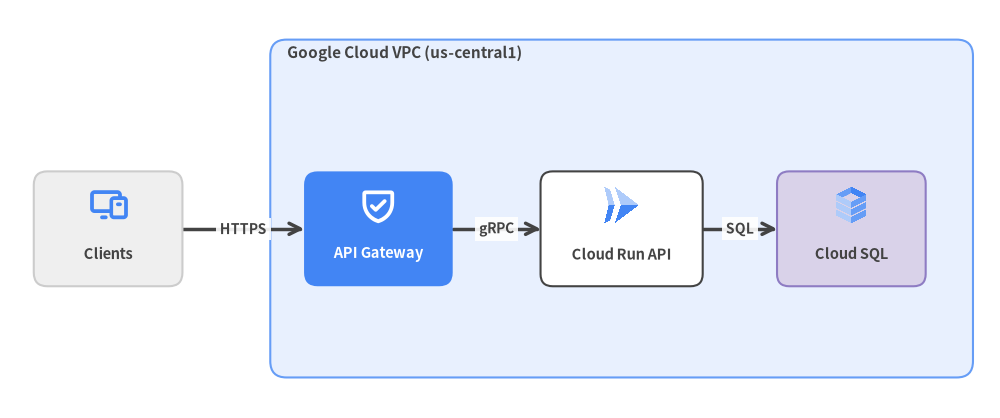 Google Cloud VPC (us-central1)
Clients
HTTPS
API Gateway
gRPC
Cloud Run API
SQL
Cloud SQL